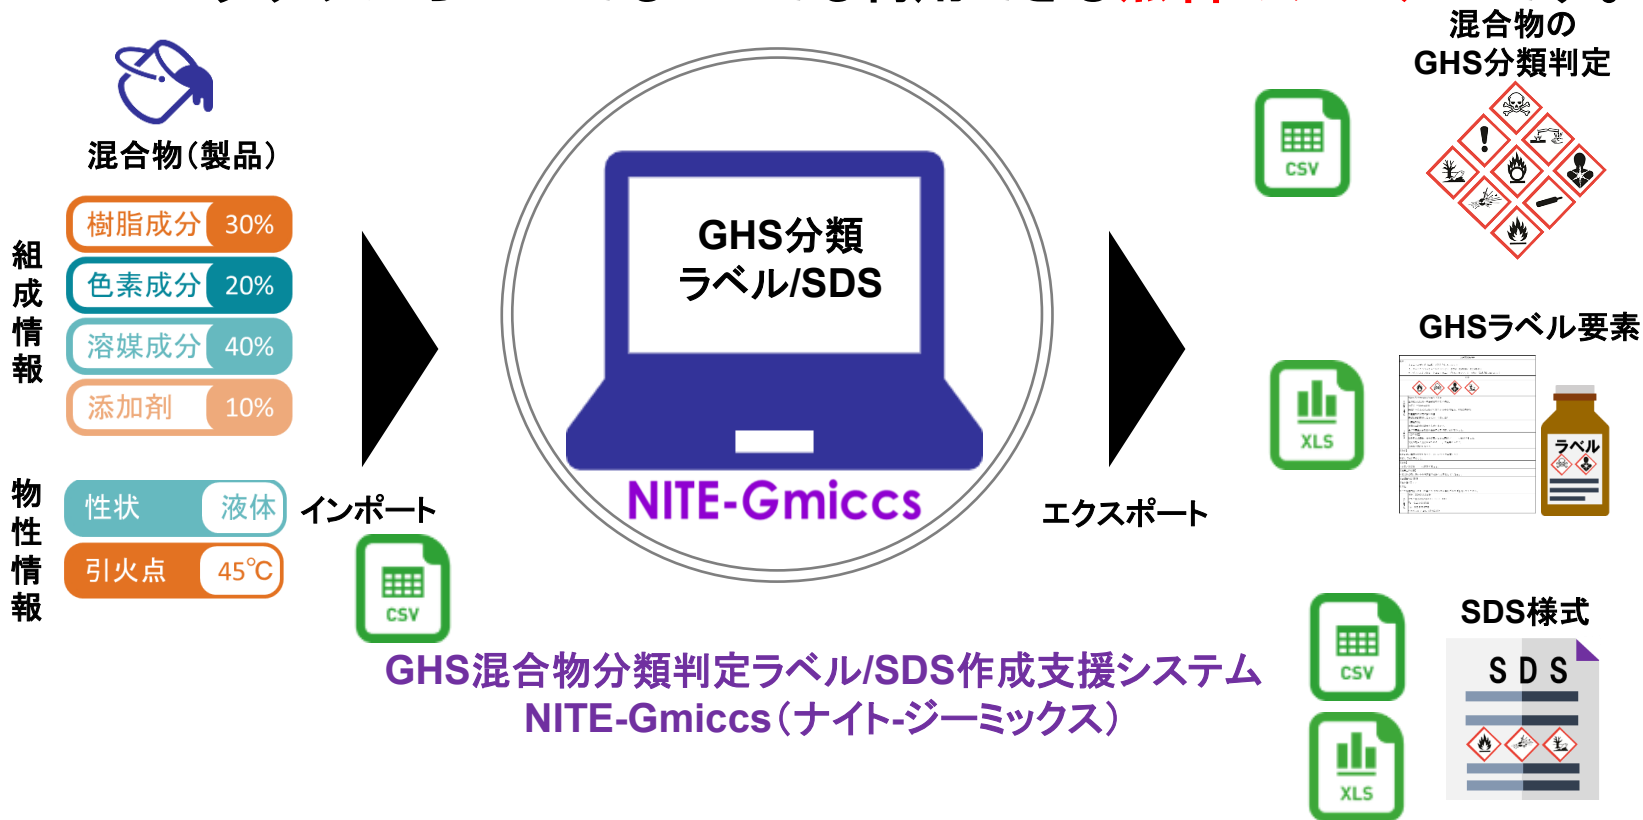 混合物の
GHS分類判定
CSV
混合物（製品）
組成情報
樹脂成分 30%
色素成分 20%
溶媒成分 40%
添加剤 10%
物性情報
性状 液体
引火点 45℃
インポート
CSV
GHS分類
ラベル/SDS
NITE-Gmiccs
エクスポート
GHSラベル要素
XLS
ラベル
GHS混合物分類判定ラベル/SDS作成支援システム
NITE-Gmiccs（ナイト-ジーミックス）
SDS様式
CSV
XLS
SDS